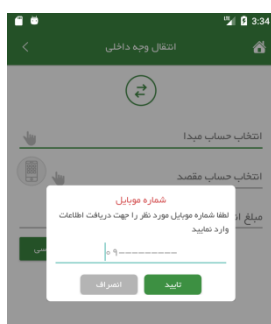 3:34
انتقال وجه داخلی
انتخاب حساب مبدا
انتخاب حساب مقصد
شماره موبایل
لطفا شماره موبایل مورد نظر را جهت دریافت اطلاعات
وارد نمایید
مبلغ
۰۹---------
تایید
انصراف